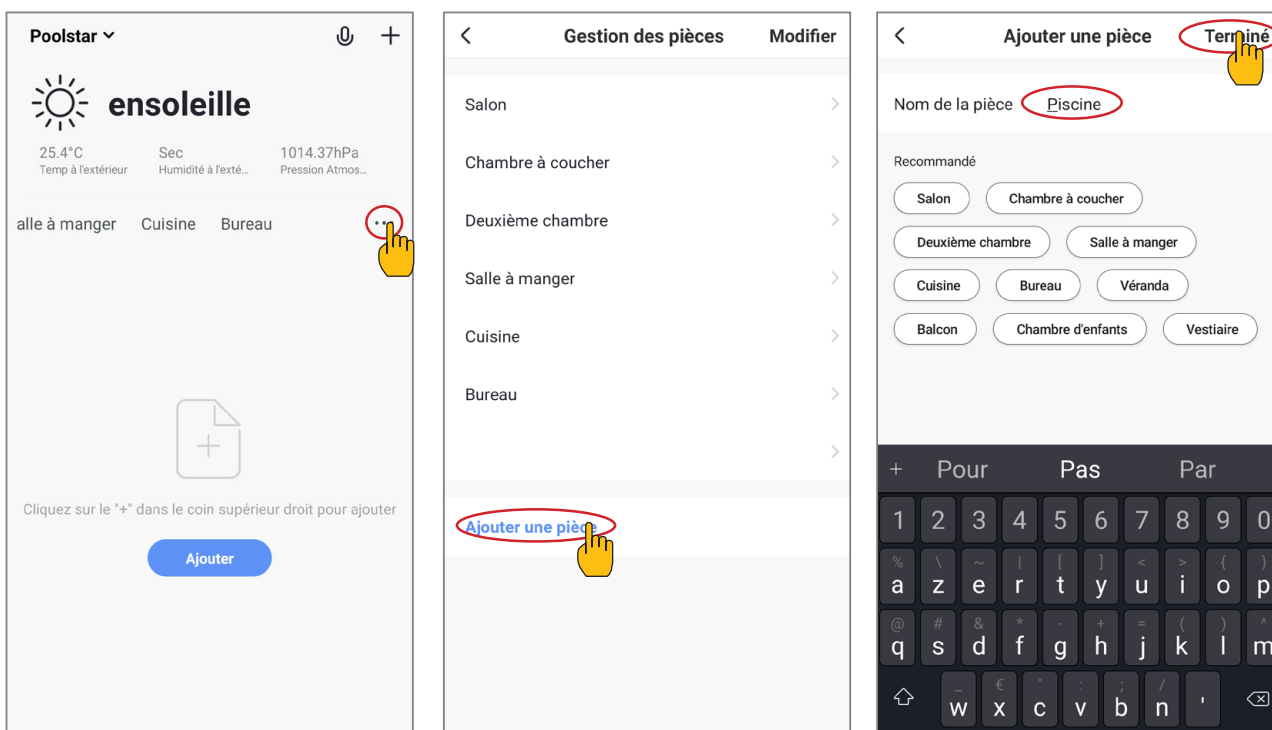 Poolstar
ensoleille
25.4°C Sec 1014.37hPa
Temp à l'extérieur Humidité à l'exté... Pression Atmos...
alle à manger Cuisine Bureau ...
Cliquez sur le "+" dans le coin supérieur droit pour ajouter
Ajouter
Gestion des pièces Modifier
Salon
Chambre à coucher
Deuxième chambre
Salle à manger
Cuisine
Bureau
Ajouter une pièce
Ajouter une pièce Terminé
Nom de la pièce Piscine
Recommandé
Salon Chambre à coucher
Deuxième chambre Salle à manger
Cuisine Bureau Véranda
Balcon Chambre d'enfants Vestiaire
+ Pour Pas Par
1 2 3 4 5 6 7 8 9 0
% \ ~ | [ ] < > { }
a z e r t y u i o p
@ # & * - + = ( ) ^
q s d f g h j k l m
_ € " : ; /
w x c v b n '